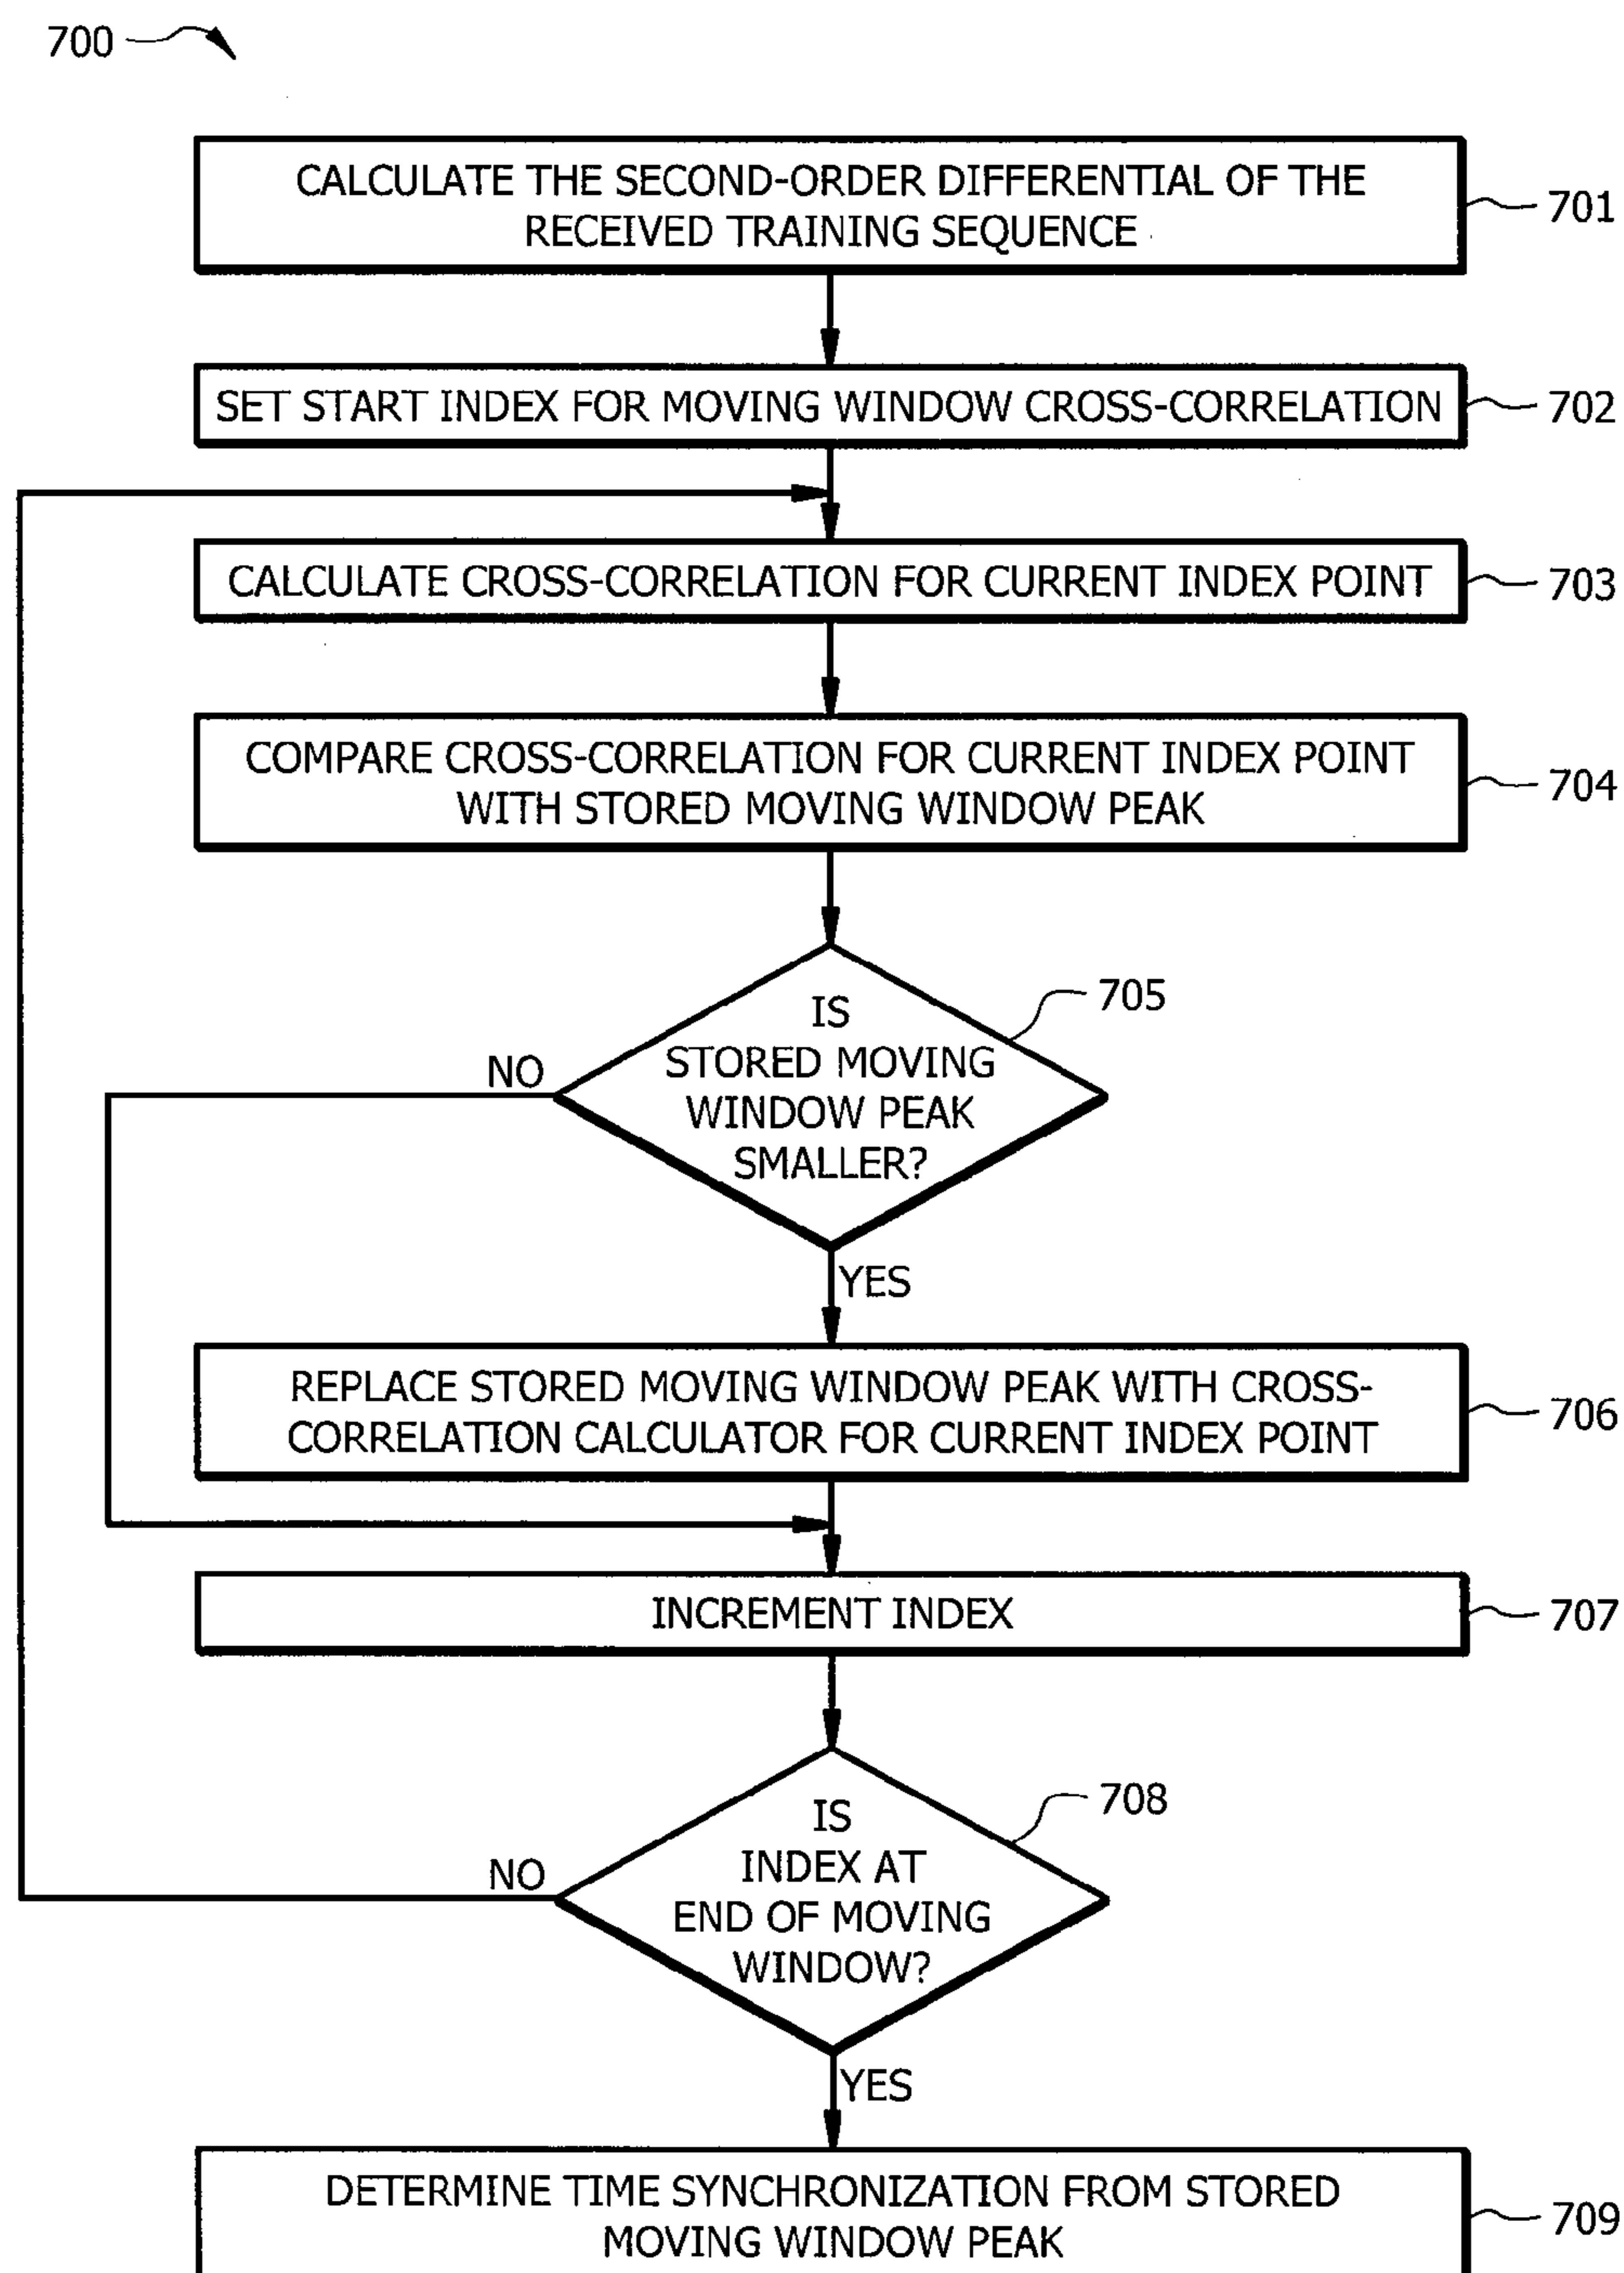 700
CALCULATE THE SECOND-ORDER DIFFERENTIAL OF THE
RECEIVED TRAINING SEQUENCE
701
SET START INDEX FOR MOVING WINDOW CROSS-CORRELATION
702
CALCULATE CROSS-CORRELATION FOR CURRENT INDEX POINT
703
COMPARE CROSS-CORRELATION FOR CURRENT INDEX POINT
WITH STORED MOVING WINDOW PEAK
704
705
IS
STORED MOVING
WINDOW PEAK
SMALLER?
NO
YES
REPLACE STORED MOVING WINDOW PEAK WITH CROSS-
CORRELATION CALCULATOR FOR CURRENT INDEX POINT
706
INCREMENT INDEX
707
708
IS
INDEX AT
END OF MOVING
WINDOW?
NO
YES
DETERMINE TIME SYNCHRONIZATION FROM STORED
MOVING WINDOW PEAK
709